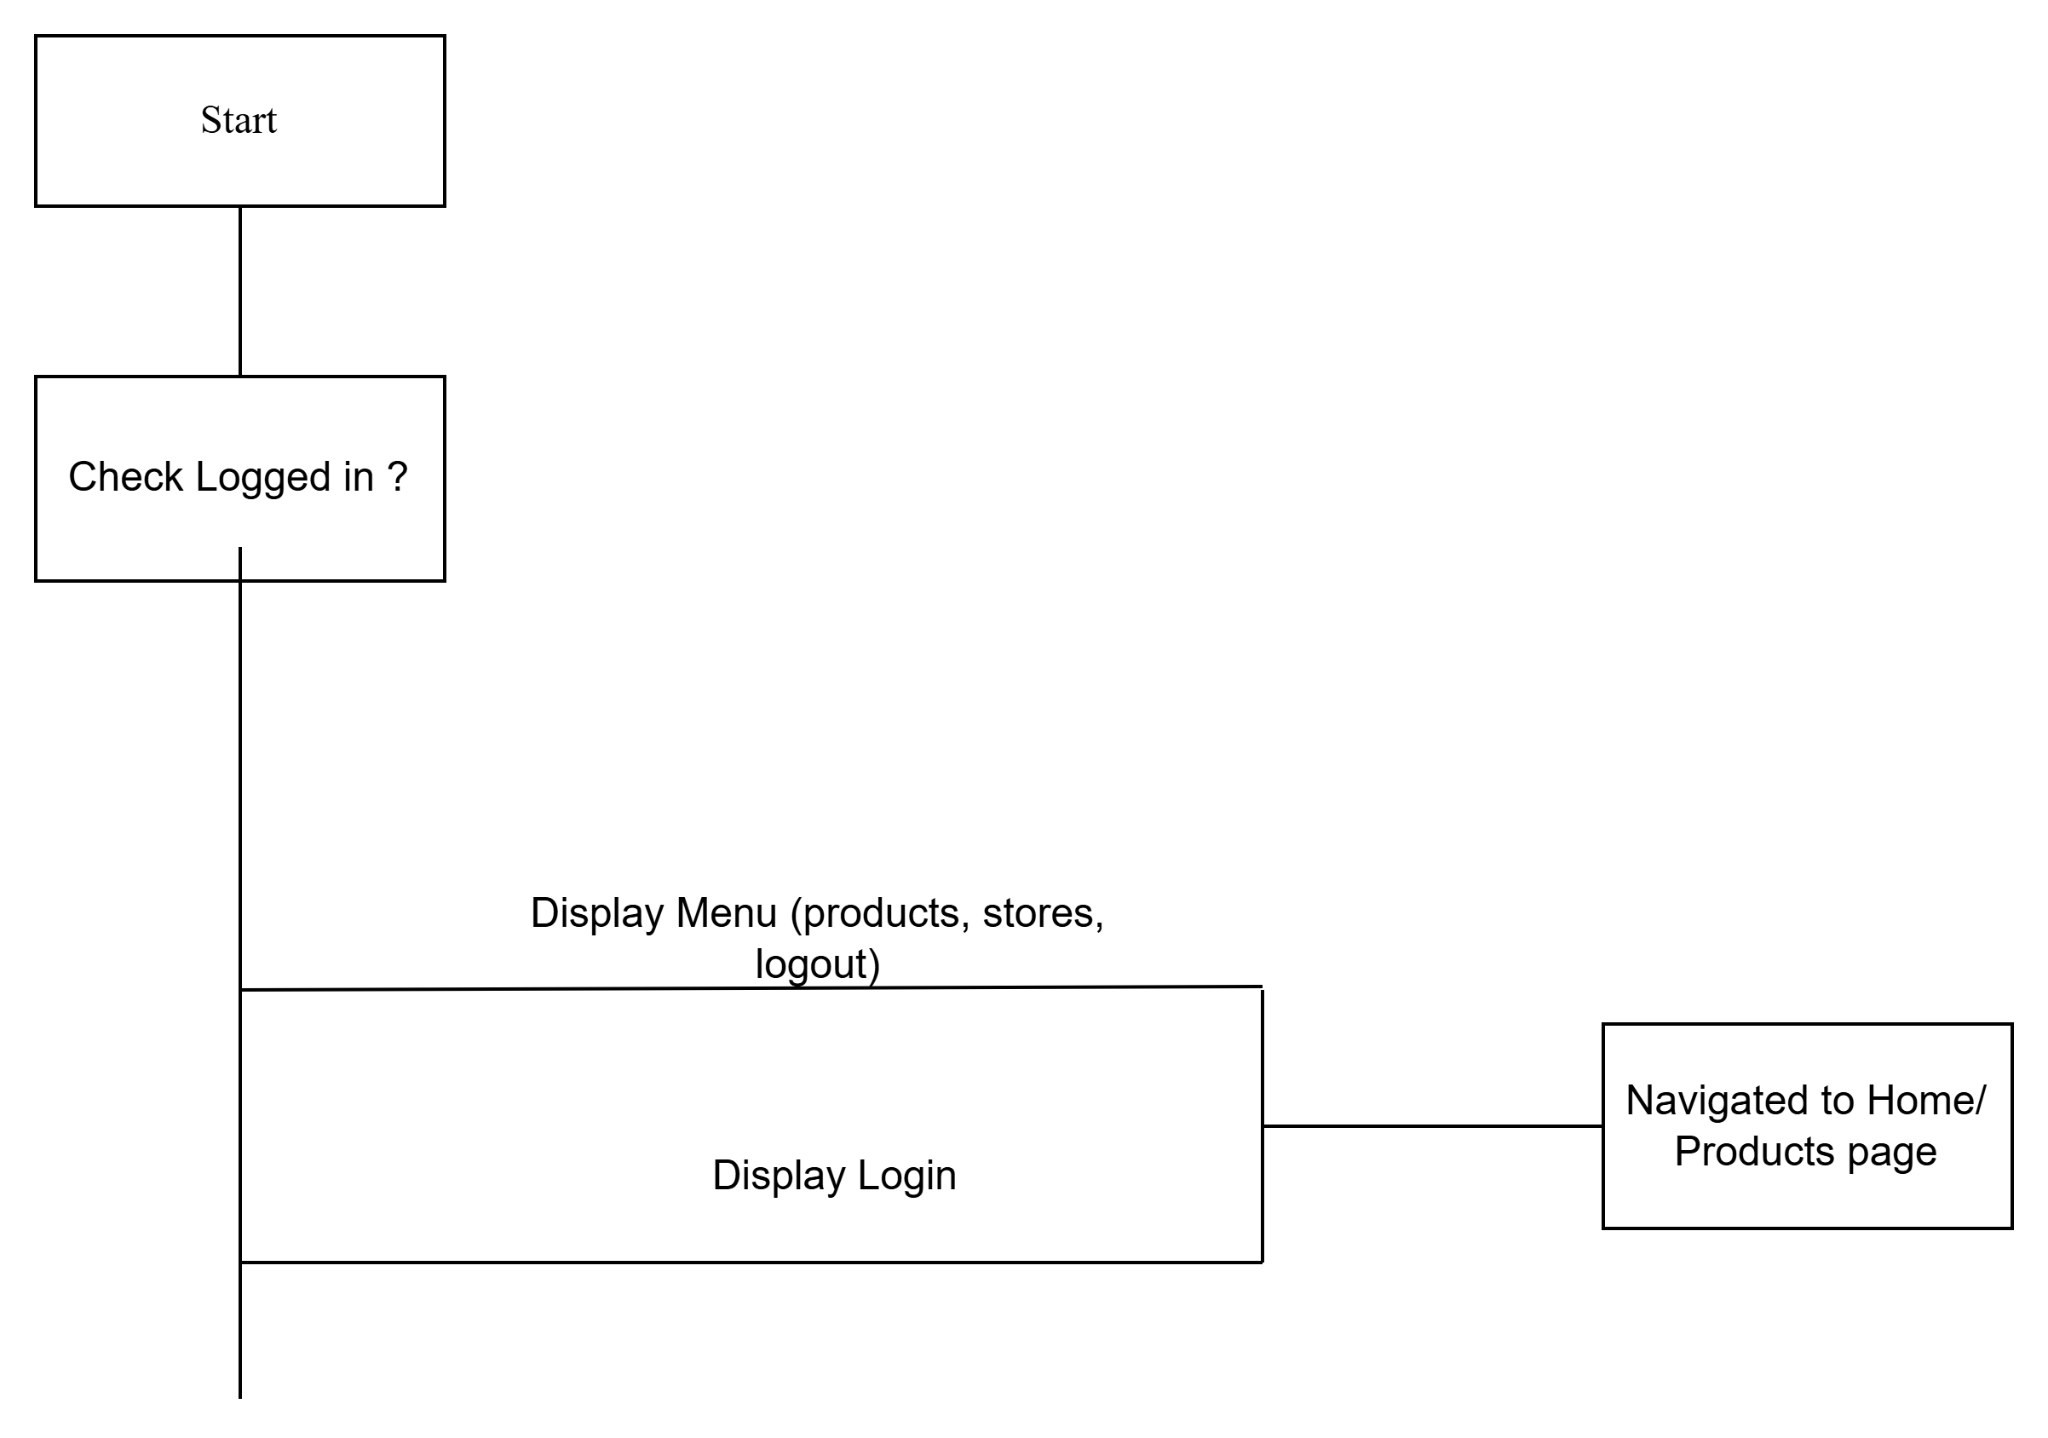 Start
Check Logged in ?
Display Menu (products, stores,
logout)
Navigated to Home/
Products page
Display Login